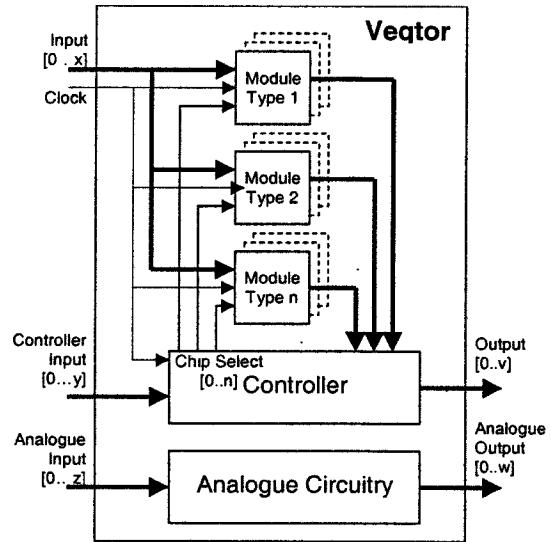 Veqtor
Input
[0 .. x]
Clock
Module
Type 1
Module
Type 2
Module
Type n
Controller
Input
[0...y]
Chip Select
[0..n]
Controller
Output
[0..v]
Analogue
Input
[0... z]
Analogue Circuitry
Analogue
Output
[0..w]